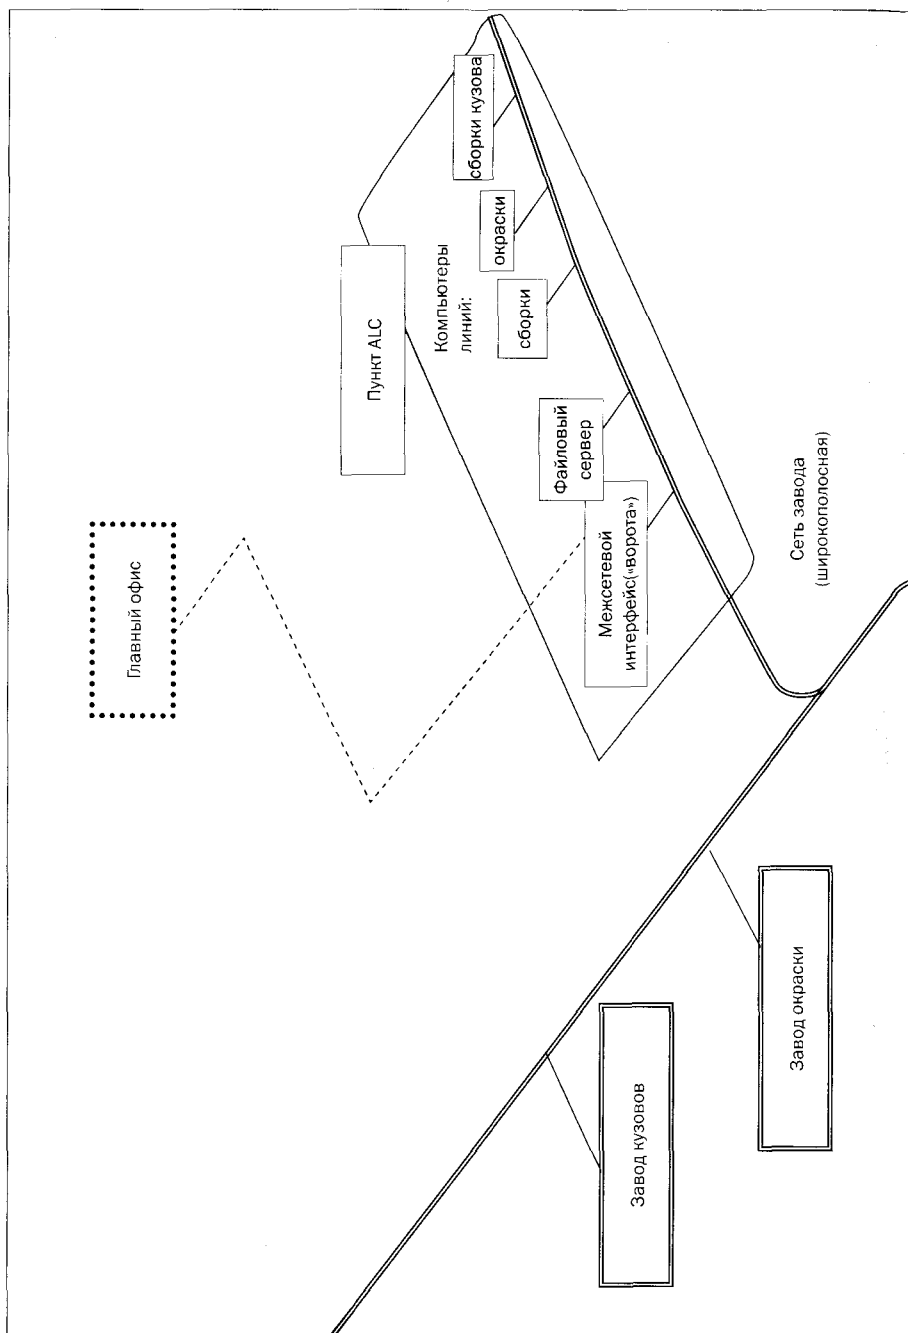 Главный офис
Пункт ALC
Компьютеры
линий:
сборки кузова
окраски
сборки
Файловый
сервер
Межсетевой
интерфейс(«ворота»)
Сеть завода
(широкополосная)
Завод кузовов
Завод окраски